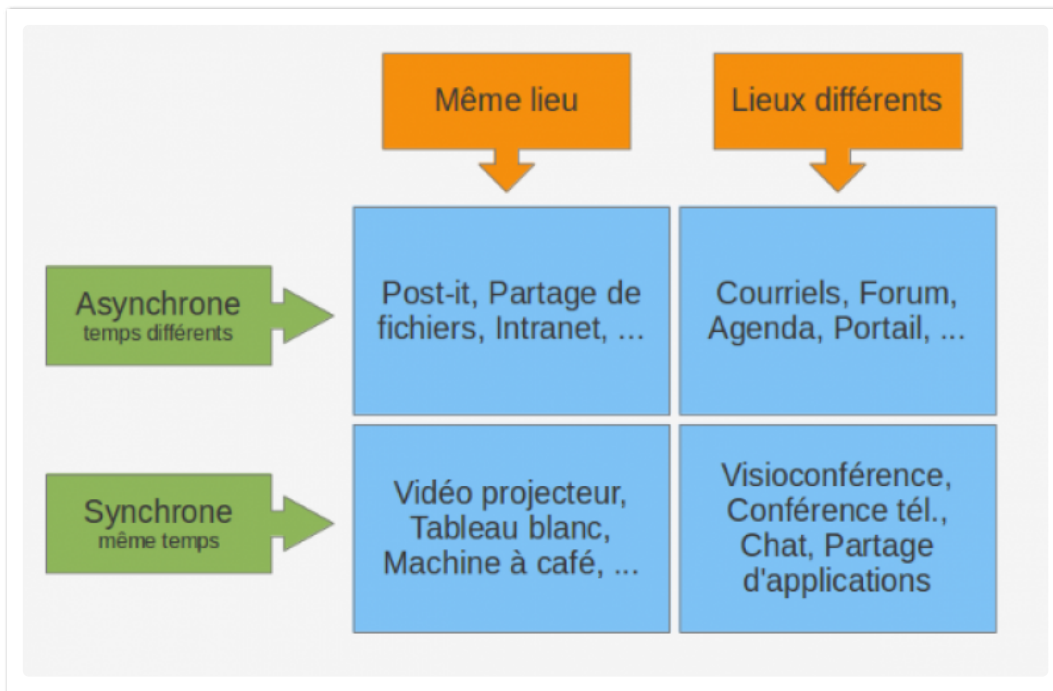 Même lieu
Lieux différents
Asynchrone
temps différents
Post-it, Partage de
fichiers, Intranet, ...
Courriels, Forum,
Agenda, Portail, ...
Synchrone
même temps
Vidéo projecteur,
Tableau blanc,
Machine à café, ...
Visioconférence,
Conférence tél.,
Chat, Partage
d'applications